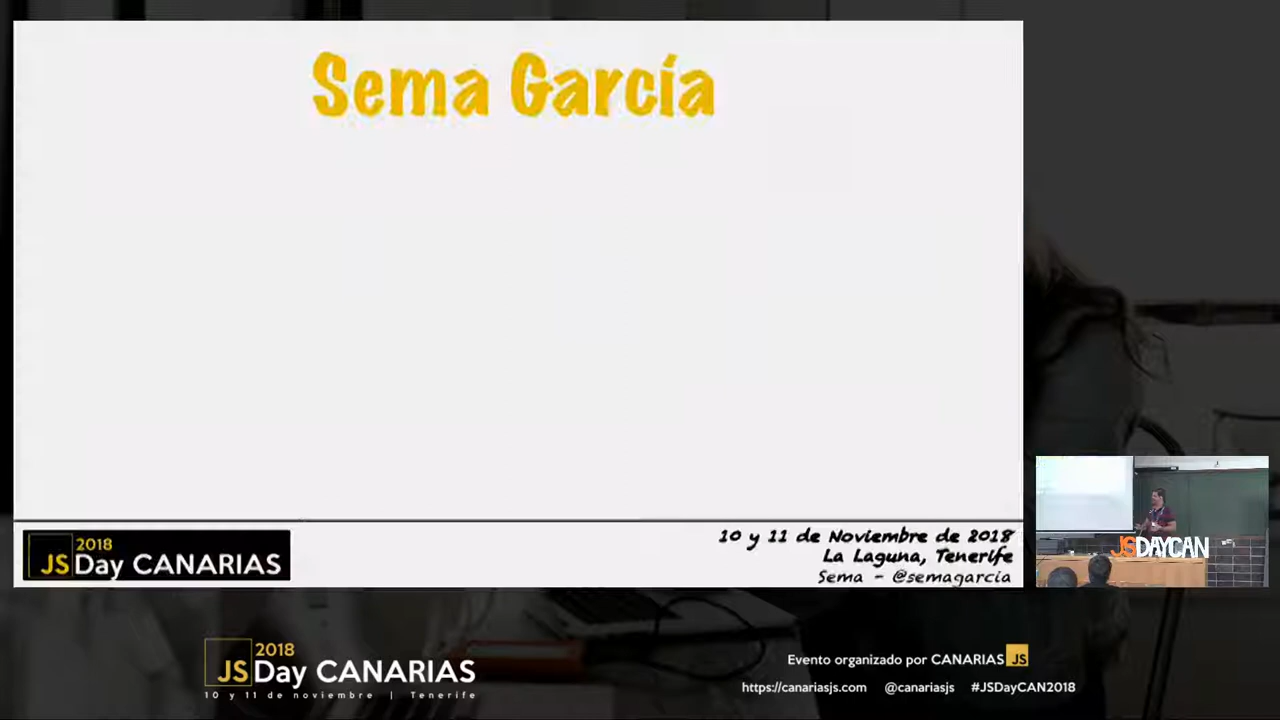 Sema García
2018
JS Day CANARIAS
10 y 11 de Noviembre de 2018
La Laguna, Tenerife
Sema - @semagarcia
JSDAYCAN
2018
JS Day CANARIAS
10 y 11 de noviembre | Tenerife
Evento organizado por CANARIAS JS
https://canariasjs.com @canariasjs #JSDayCAN2018